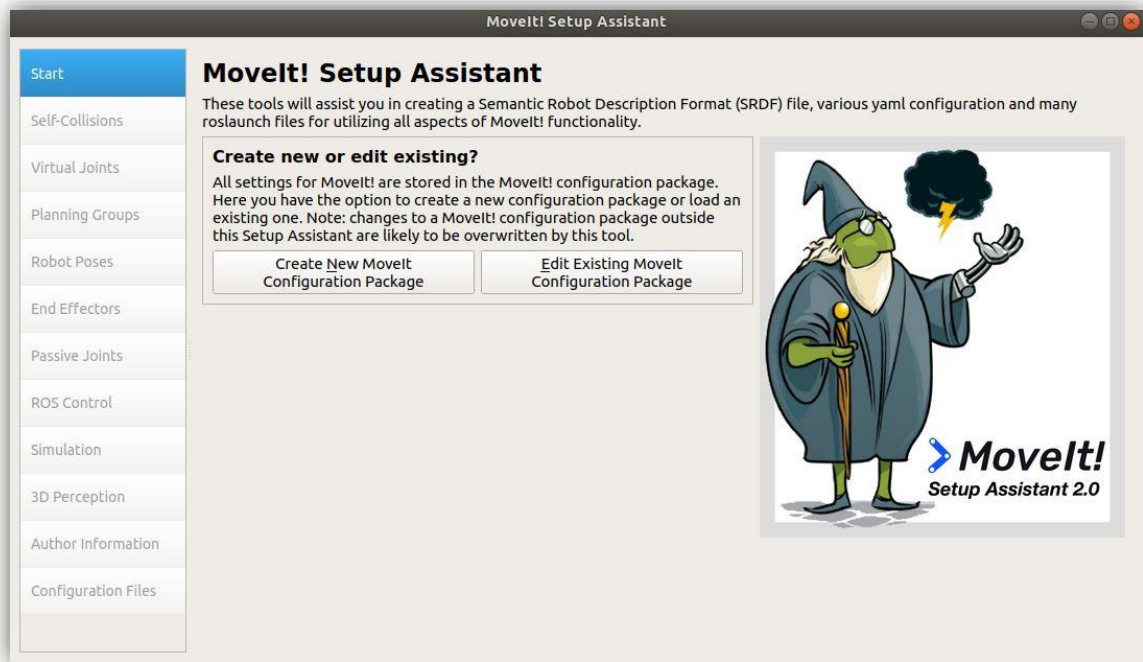 MoveIt! Setup Assistant
Start
Self-Collisions
Virtual Joints
Planning Groups
Robot Poses
End Effectors
Passive Joints
ROS Control
Simulation
3D Perception
Author Information
Configuration Files
MoveIt! Setup Assistant
These tools will assist you in creating a Semantic Robot Description Format (SRDF) file, various yaml configuration and many
roslaunch files for utilizing all aspects of MoveIt! functionality.
Create new or edit existing?
All settings for MoveIt! are stored in the MoveIt! configuration package.
Here you have the option to create a new configuration package or load an
existing one. Note: changes to a MoveIt! configuration package outside
this Setup Assistant are likely to be overwritten by this tool.
Create New MoveIt
Configuration Package
Edit Existing MoveIt
Configuration Package
MoveIt!
Setup Assistant 2.0